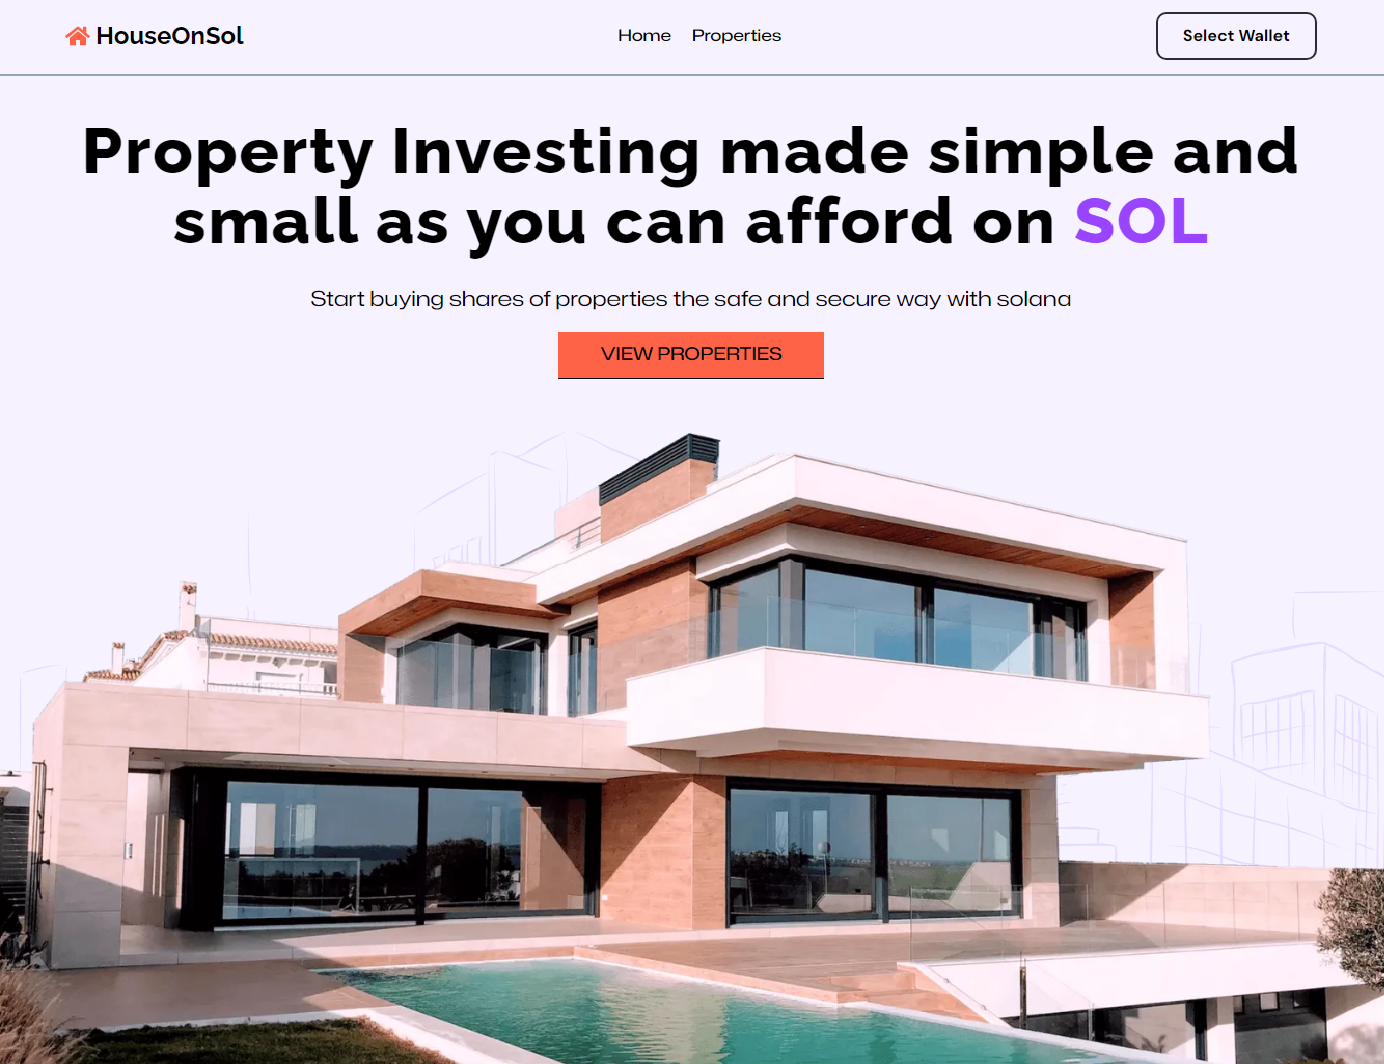 HouseOnSol
Home Properties
Select Wallet
Property Investing made simple and
small as you can afford on SOL
Start buying shares of properties the safe and secure way with solana
VIEW PROPERTIES